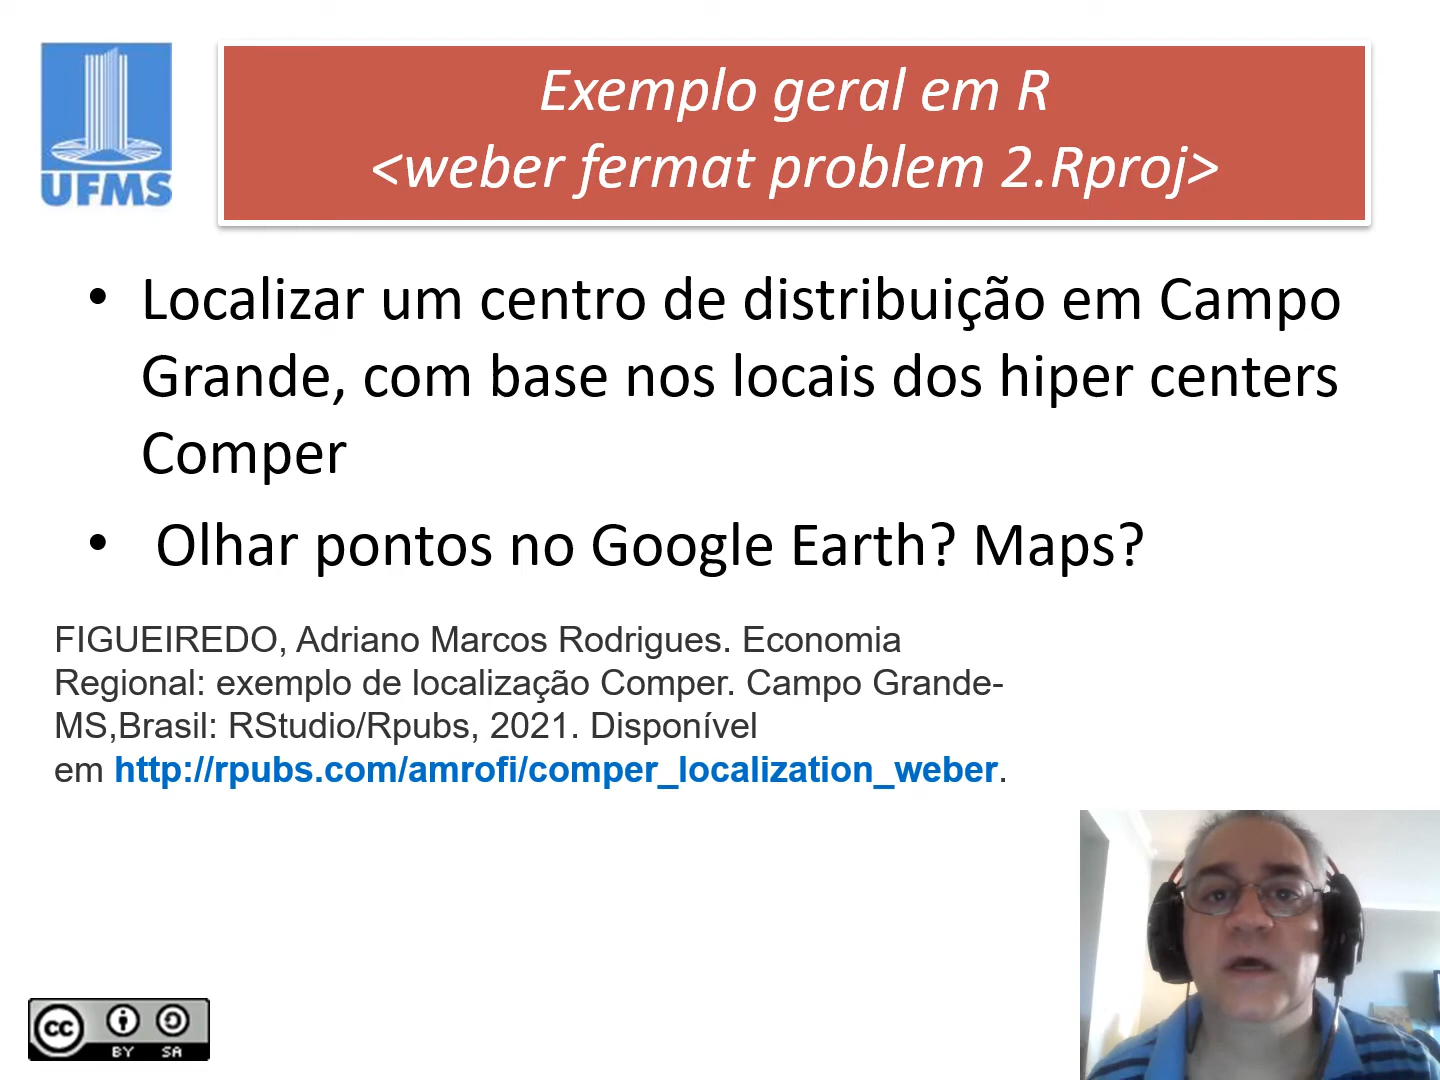 UFMS
Exemplo geral em R
<weber fermat problem 2.Rproj>
• Localizar um centro de distribuição em Campo
Grande, com base nos locais dos hiper centers
Comper
• Olhar pontos no Google Earth? Maps?
FIGUEIREDO, Adriano Marcos Rodrigues. Economia
Regional: exemplo de localização Comper. Campo Grande-
MS,Brasil: RStudio/Rpubs, 2021. Disponível
em http://rpubs.com/amrofi/comper_localization_weber.
cc BY SA